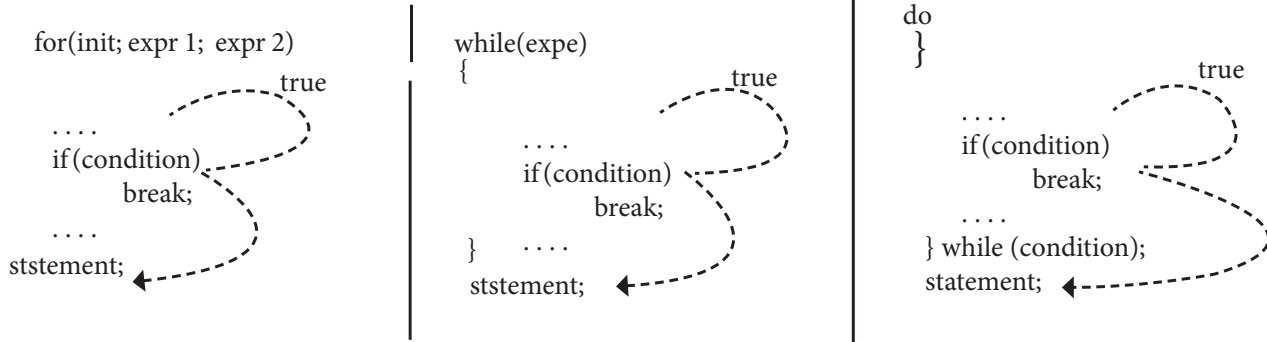 for(init; expr 1; expr 2)
true
. . . .
if (condition)
break;
. . . .
ststement;
while(expe)
{
true
. . . .
if (condition)
break;
} . . . .
ststement;
do
}
true
. . . .
if (condition)
break;
. . . .
} while (condition);
statement;